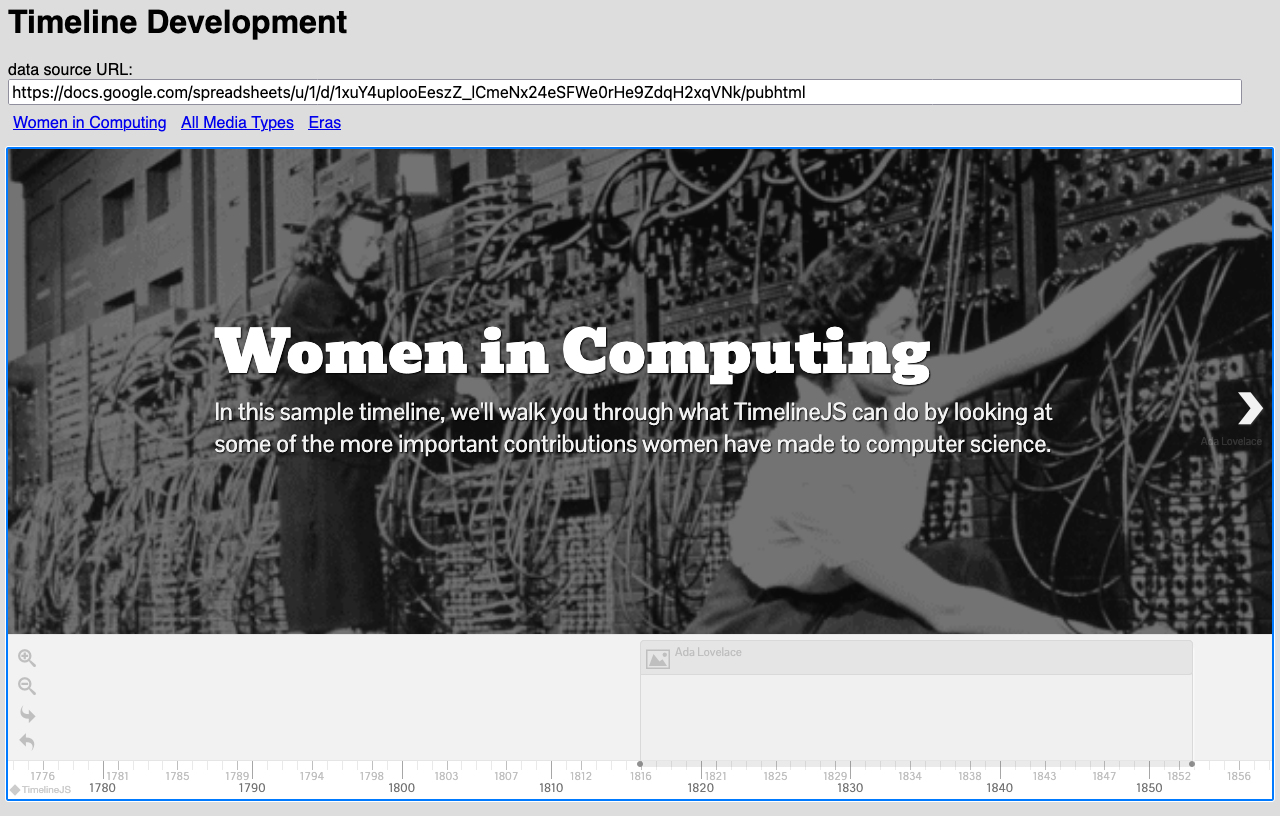 Timeline Development
data source URL:
https://docs.google.com/spreadsheets/u/1/d/1xuY4upIooEeszZ_lCmeNx24eSFWe0rHe9ZdqH2xqVNk/pubhtml
Women in Computing All Media Types Eras
Women in Computing
In this sample timeline, we'll walk you through what TimelineJS can do by looking at
some of the more important contributions women have made to computer science.
Ada Lovelace
Ada Lovelace
1776 1781 1785 1789 1794 1798 1803 1807 1812 1816 1821 1825 1829 1834 1838 1843 1847 1852 1856
TimelineJS 1780 1790 1800 1810 1820 1830 1840 1850